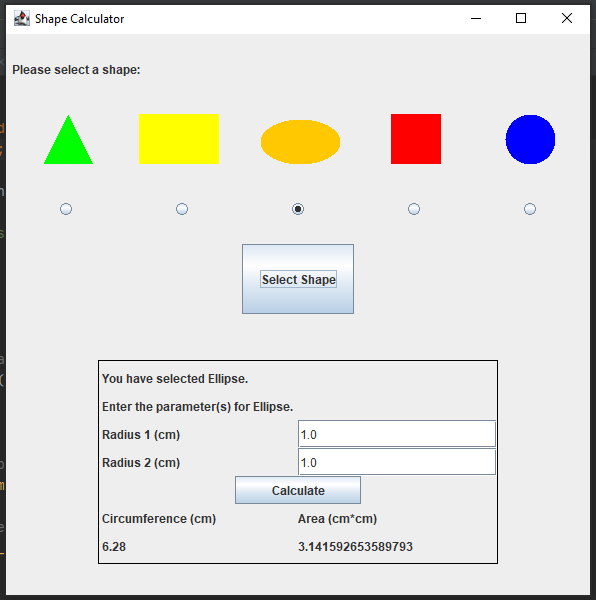 Shape Calculator
Please select a shape:
Select Shape
You have selected Ellipse.
Enter the parameter(s) for Ellipse.
Radius 1 (cm) 1.0
Radius 2 (cm) 1.0
Calculate
Circumference (cm) Area (cm*cm)
6.28 3.141592653589793